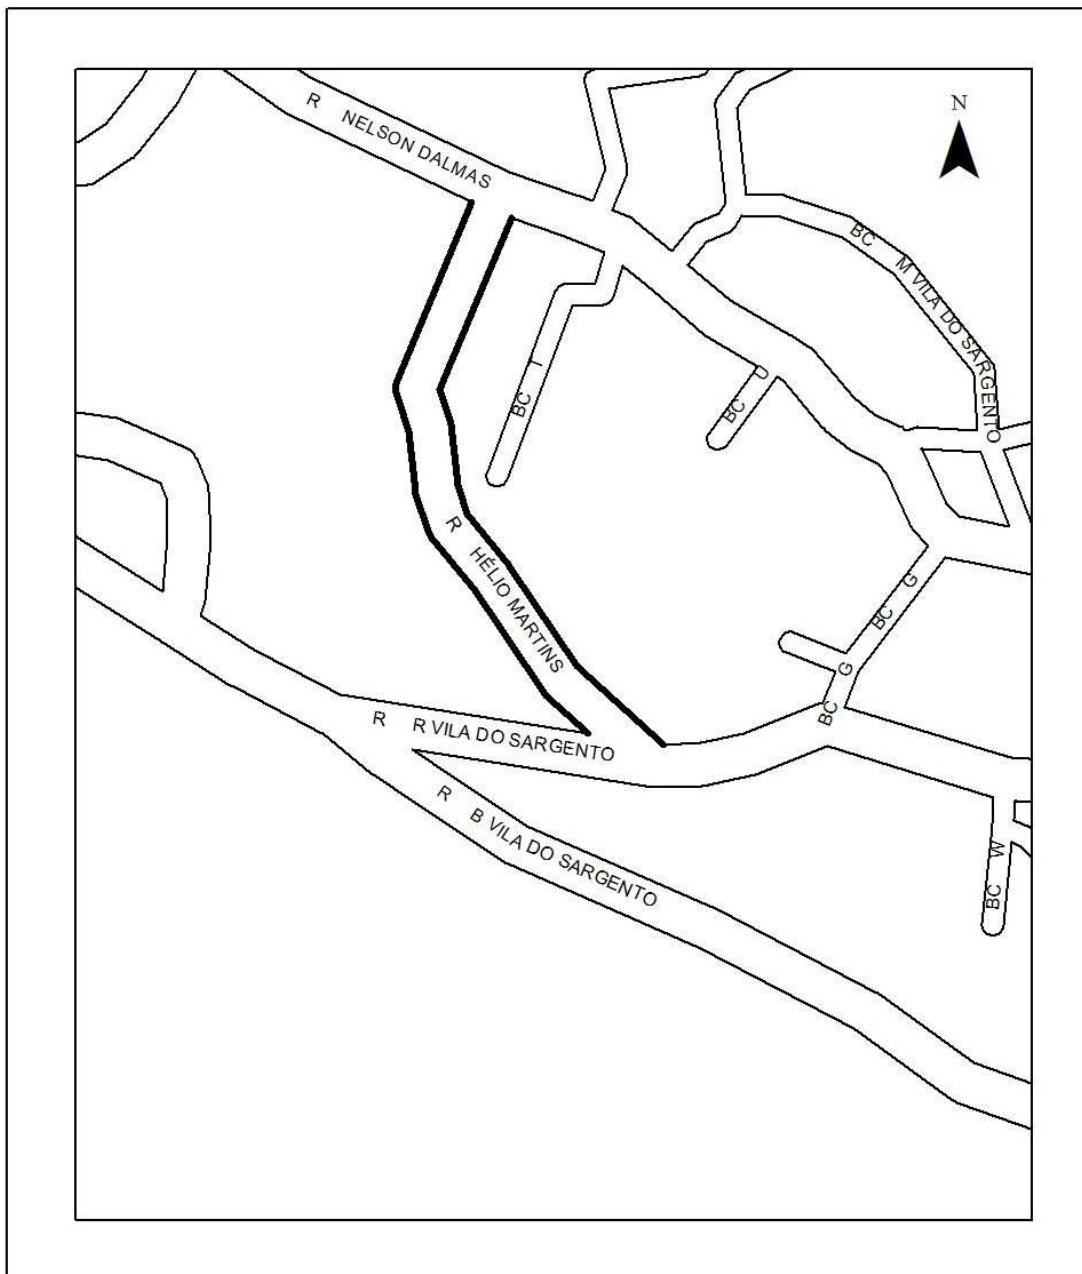 N
R NELSON DALMAS
BC M VILA DO SARGENTO
BC I
BC U
R HÉLIO MARTINS
BC G
BC G
R R VILA DO SARGENTO
R B VILA DO SARGENTO
BC W